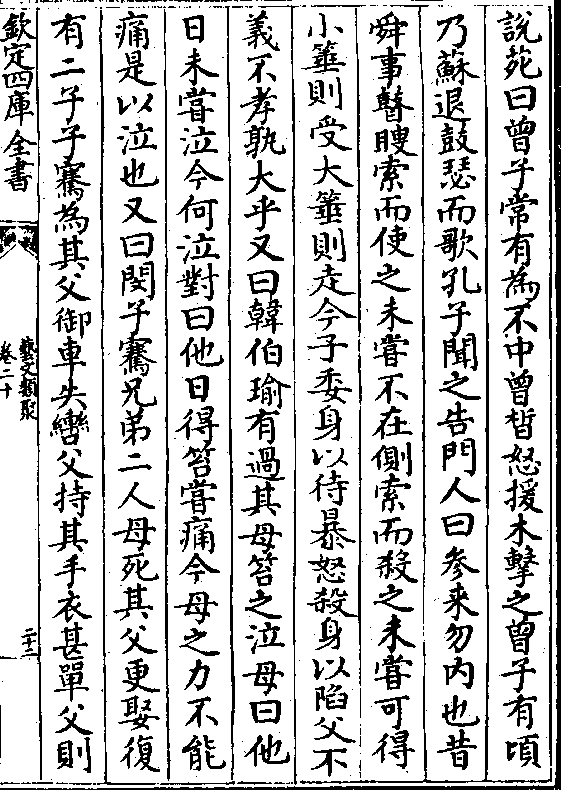 說苑曰曾子常有為不中曾晳怒援木擊之曾子有頃
乃蘇退鼓瑟而歌孔子聞之告門人曰參来勿内也昔
舜事瞽瞍索而使之未嘗不在側索而殺之未嘗可得
小箠則受大箠則走今子委身以待暴怒殺身以陷父不
義不孝孰大乎又曰韓伯瑜有過其母笞之泣母曰他
日未嘗泣今何泣對曰他日得笞嘗痛今母之力不能
痛是以泣也又曰閔子騫兄弟二人母死其父更娶復
有二子子騫為其父御車失轡父持其手衣甚單父則
欽定四庫全書
藝文類聚
卷二十
二十二